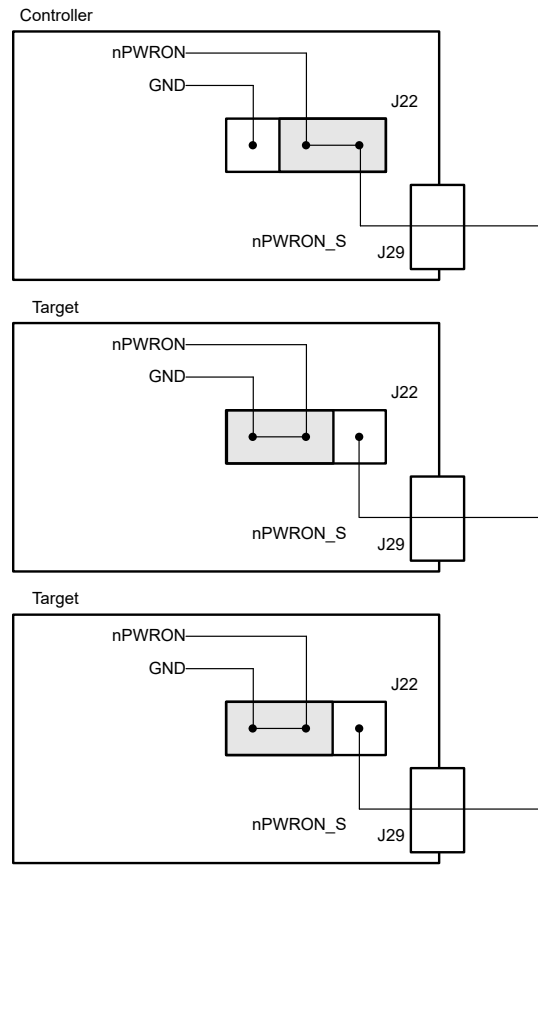 Controller
nPWRON
GND
J22
nPWRON_S
J29
Target
nPWRON
GND
J22
nPWRON_S
J29
Target
nPWRON
GND
J22
nPWRON_S
J29